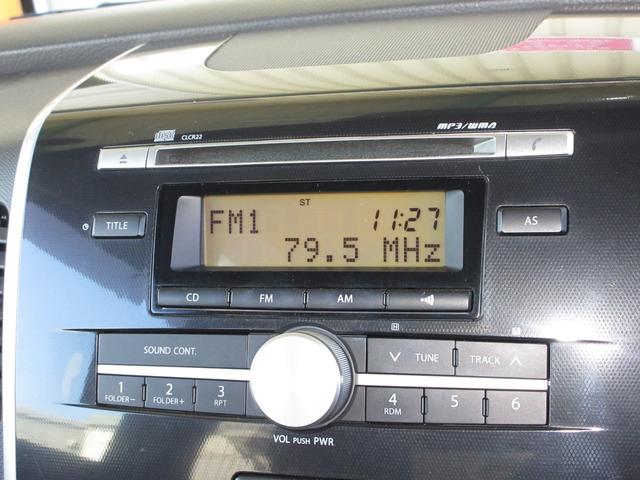 CLCR22
MP3/WMA
ST
FM1 11:27
79.5 MHz
TITLE
AS
CD FM AM
SOUND CONT.
TUNE TRACK
1 FOLDER-
2 FOLDER+
3 RPT
4 RDM
5
6
VOL PUSH PWR